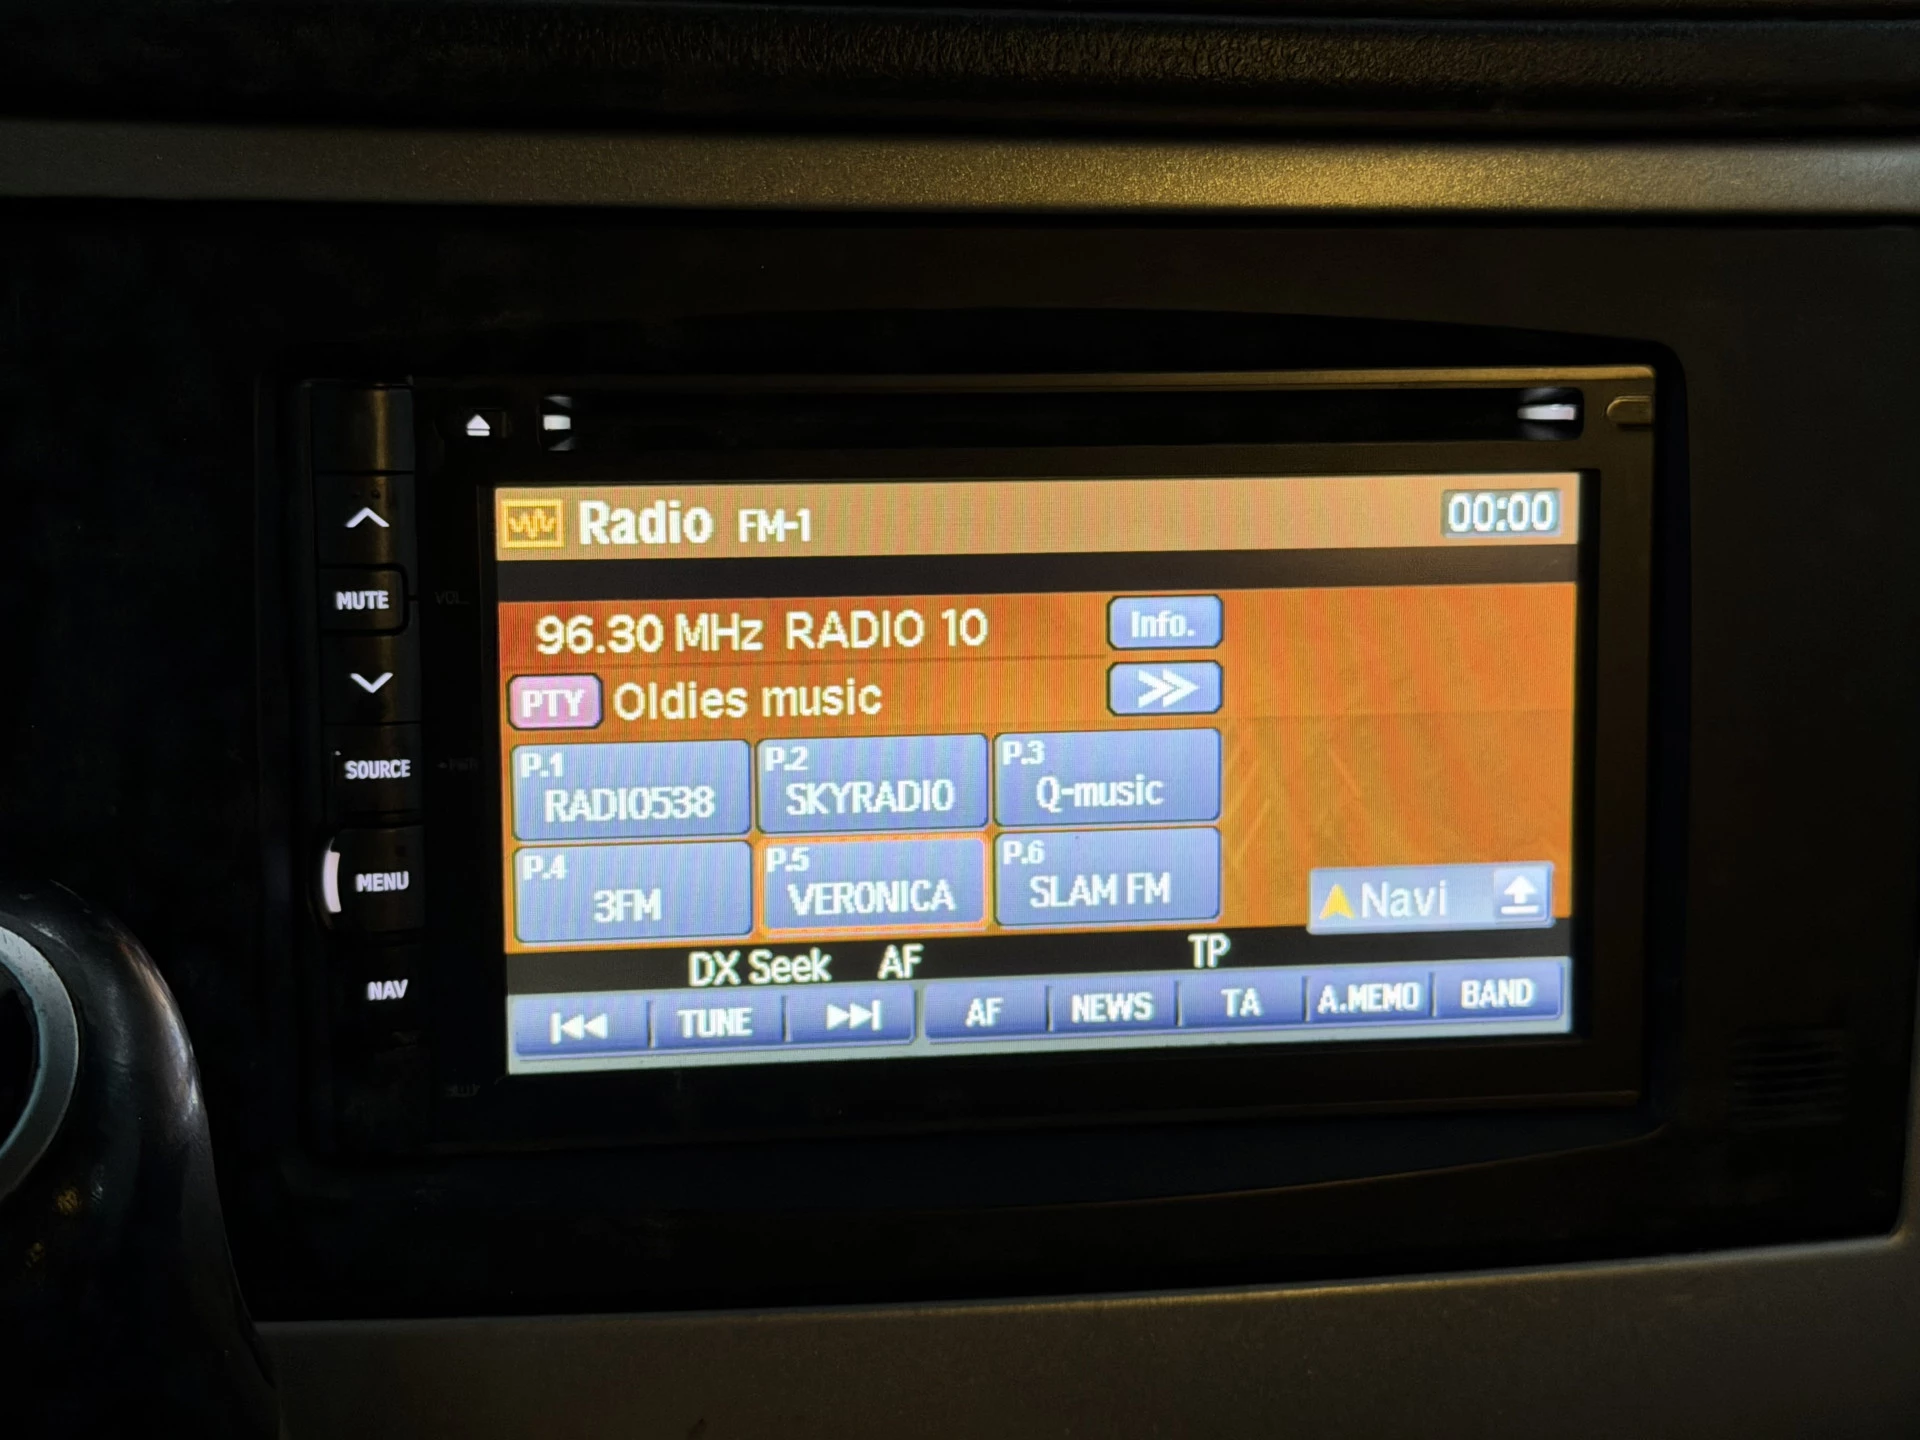 Radio FM-1 00:00
96.30 MHz RADIO 10 Info.
PTY Oldies music
P.1 P.2 P.3
RADIO538 SKYRADIO Q-music
P.4 P.5 P.6
3FM VERONICA SLAM FM
Navi
DX Seek AF TP
TUNE AF NEWS TA A.MEMO BAND
MUTE VOL
SOURCE
MENU
NAV